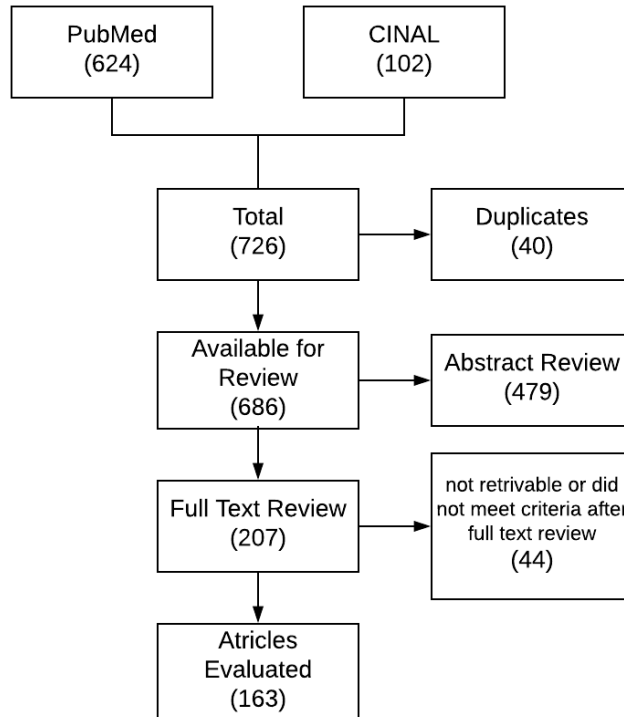 PubMed
(624)
CINAL
(102)
Total
(726)
Duplicates
(40)
Available for
Review
(686)
Abstract Review
(479)
Full Text Review
(207)
not retrivable or did
not meet criteria after
full text review
(44)
Atricles
Evaluated
(163)